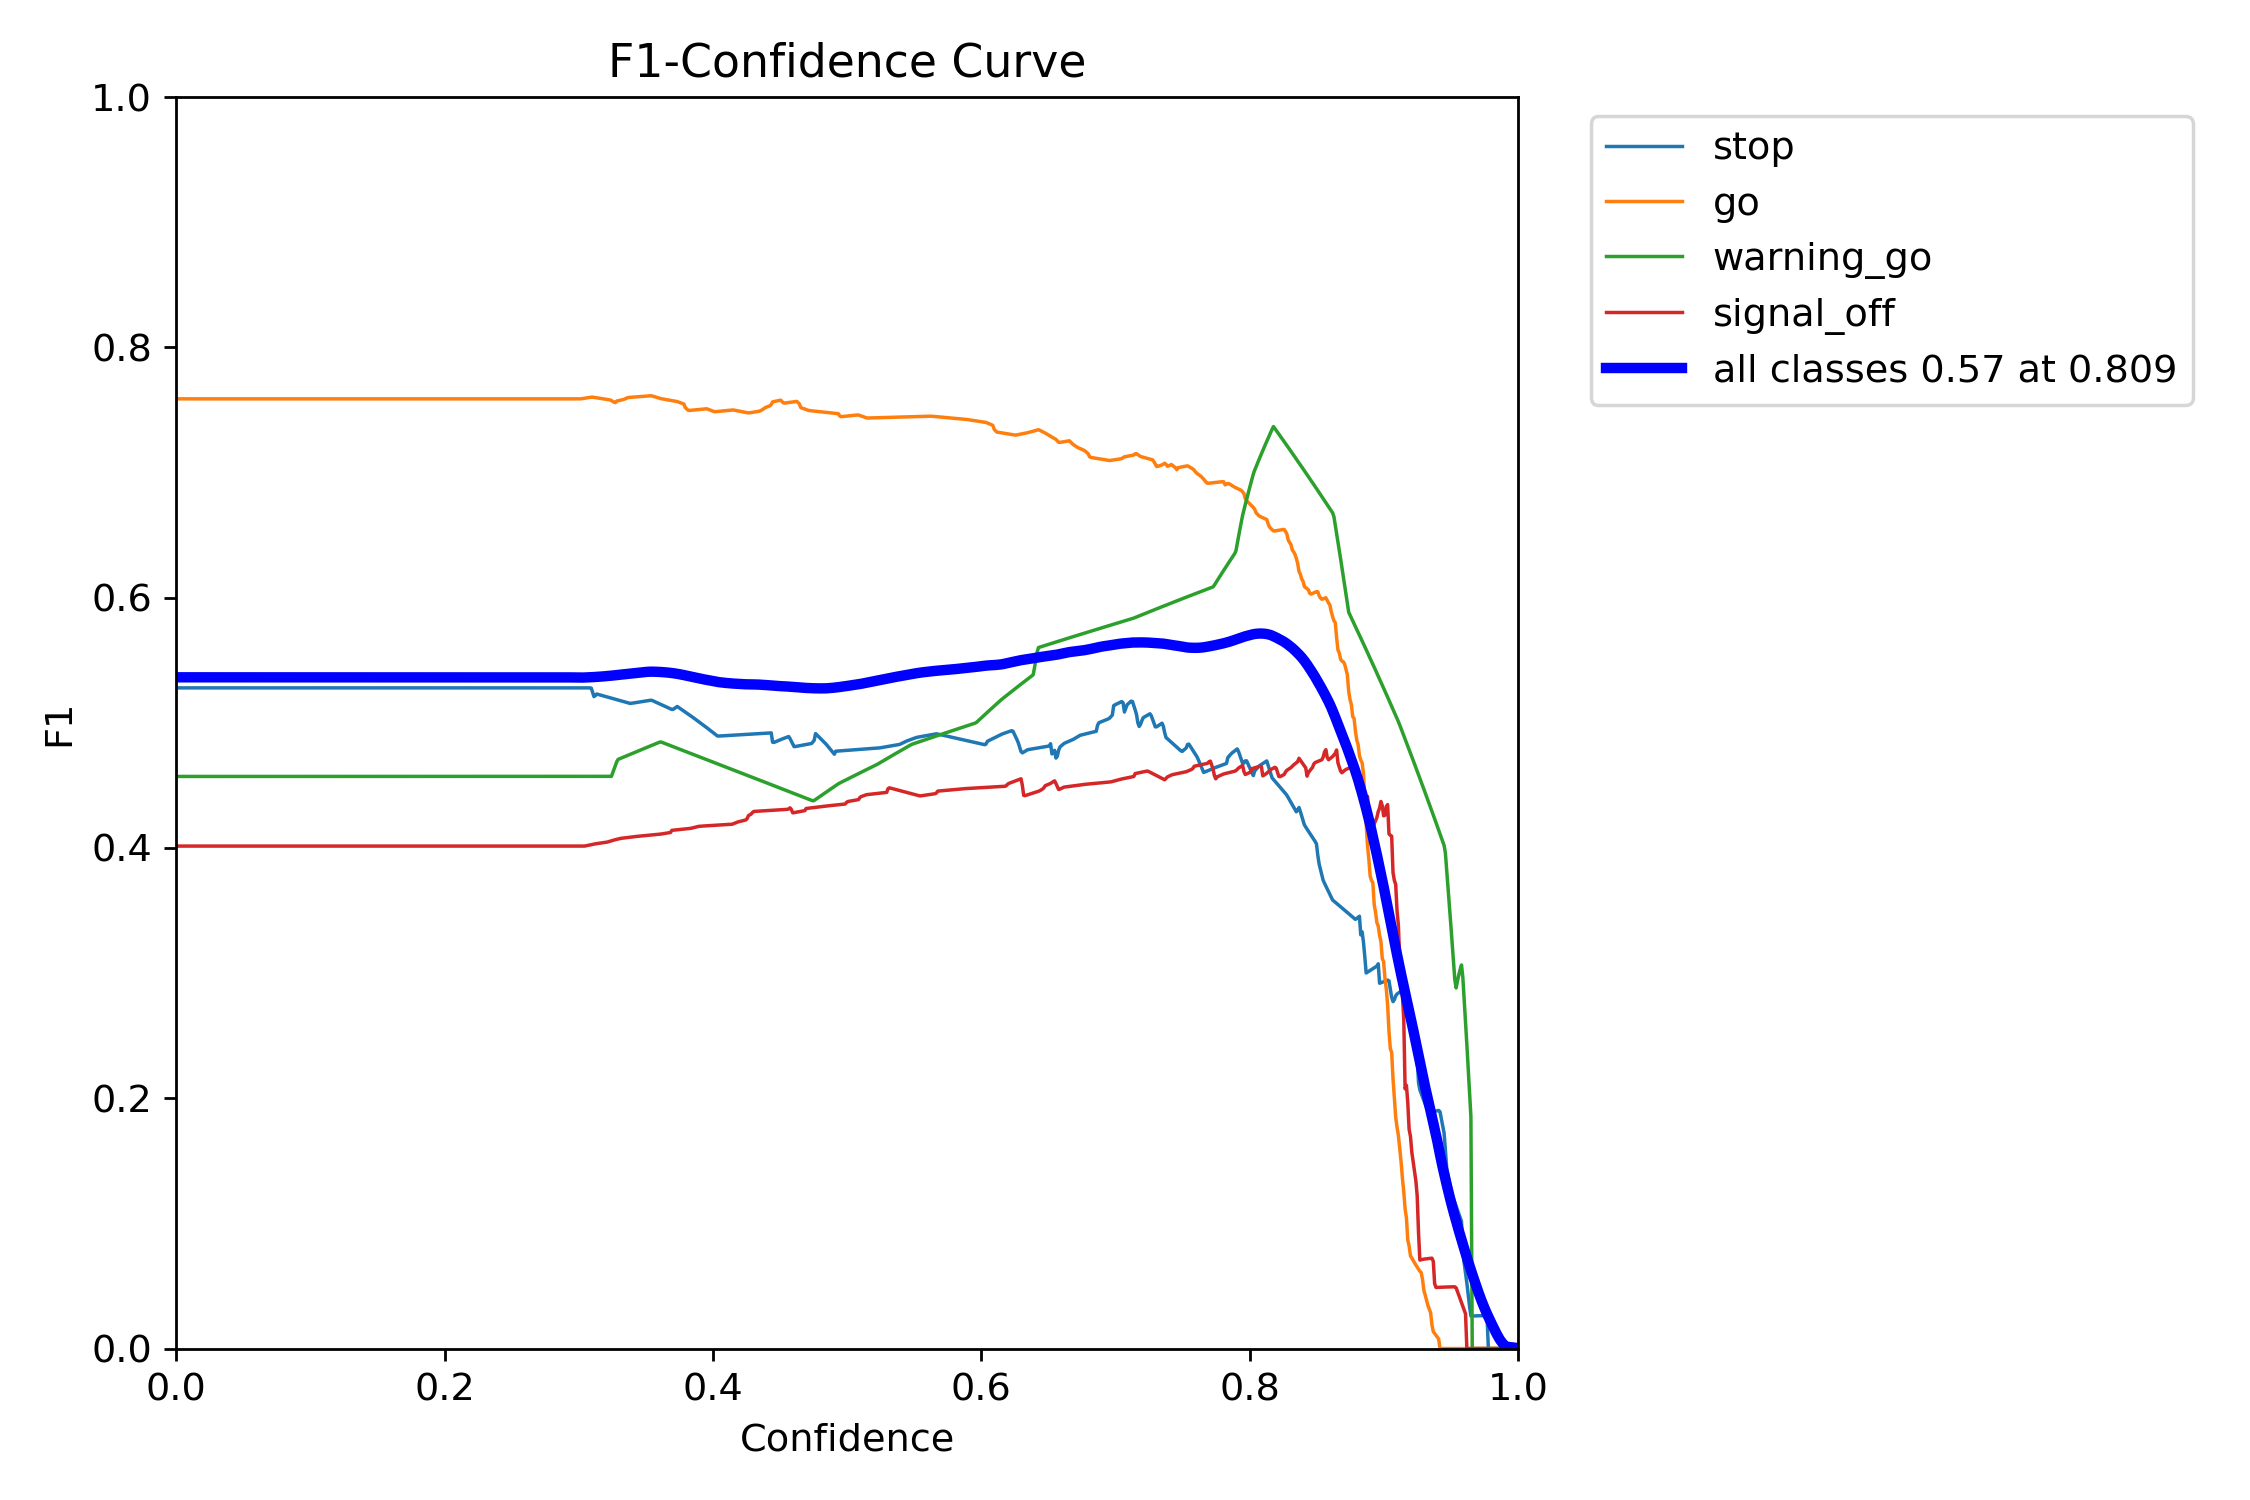 F1-Confidence Curve
1.0
0.8
0.6
0.4
0.2
0.0
F1
0.0 0.2 0.4 0.6 0.8 1.0
Confidence
stop
go
warning_go
signal_off
all classes 0.57 at 0.809